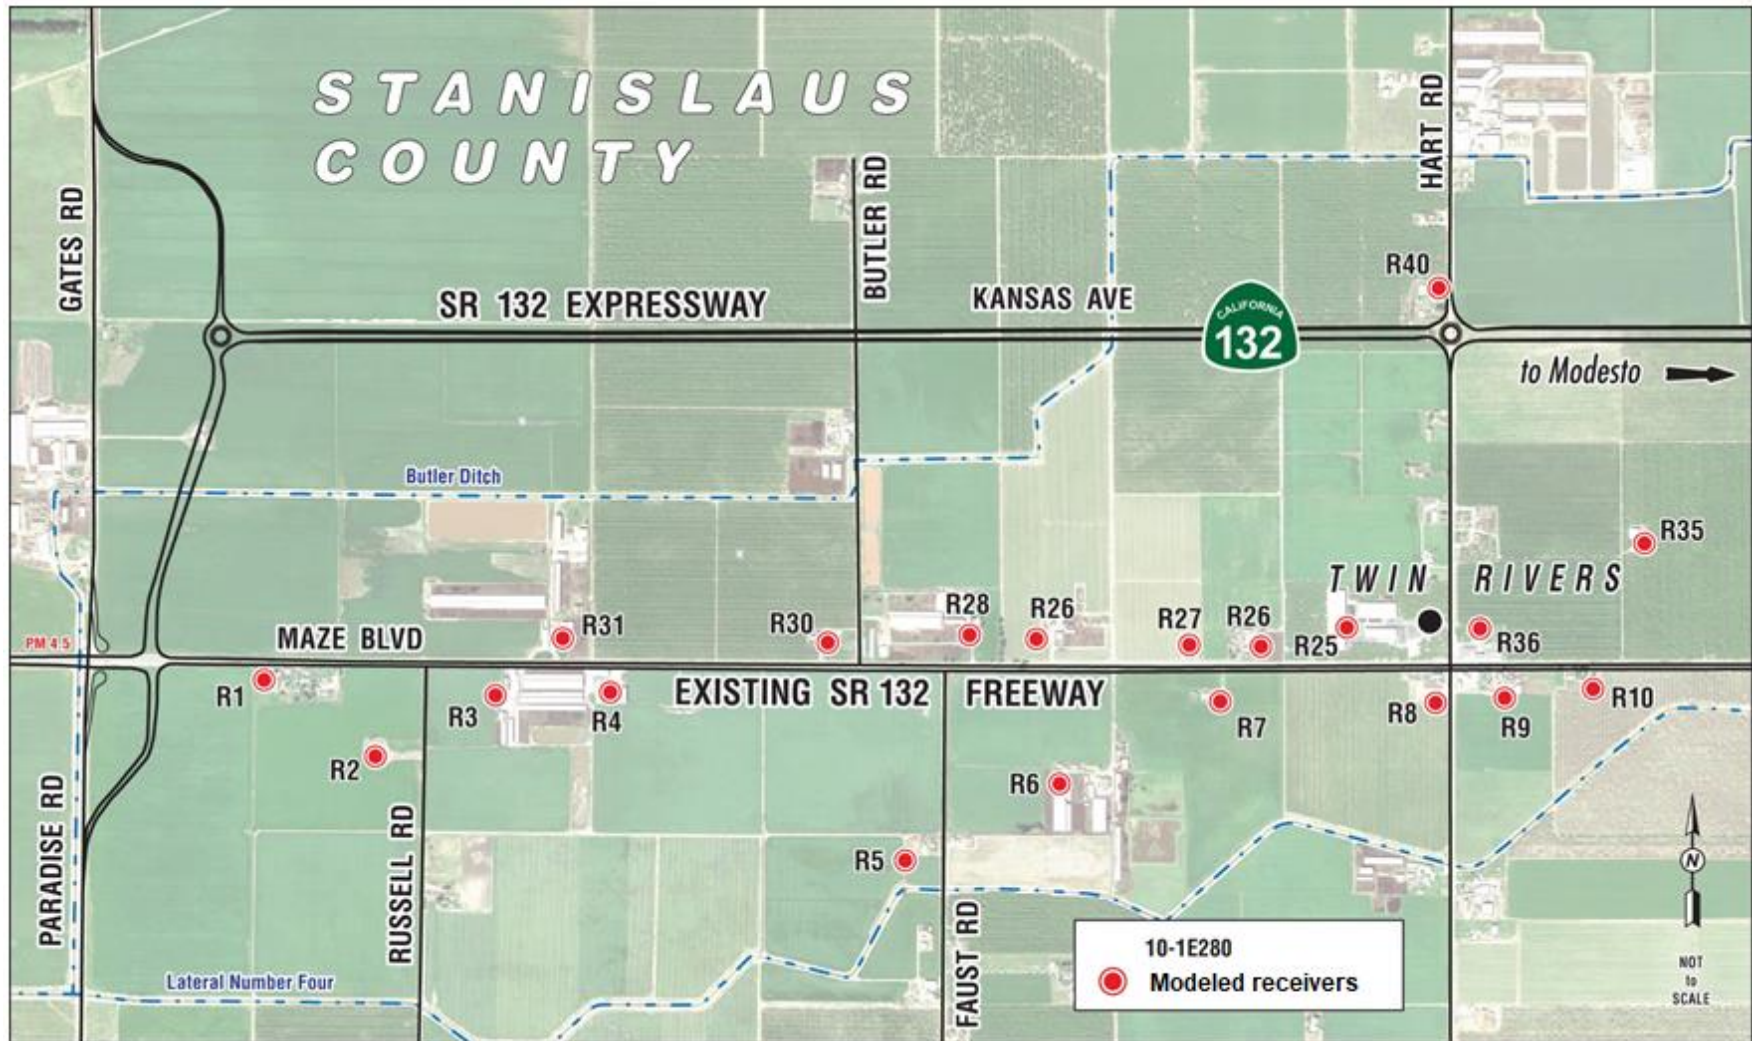 STANISLAUS
COUNTY
GATES RD
BUTLER RD
HART RD
R40
SR 132 EXPRESSWAY
KANSAS AVE
CALIFORNIA
132
to Modesto
Butler Ditch
R35
TWIN RIVERS
PM 4.5
MAZE BLVD
R31
R30
R28
R26
R27
R26
R25
R36
R1
R3
R4
EXISTING SR 132 FREEWAY
R7
R8
R9
R10
R2
R6
R5
PARADISE RD
RUSSELL RD
FAUST RD
Lateral Number Four
10-1E280
Modeled receivers
N
NOT
to
SCALE